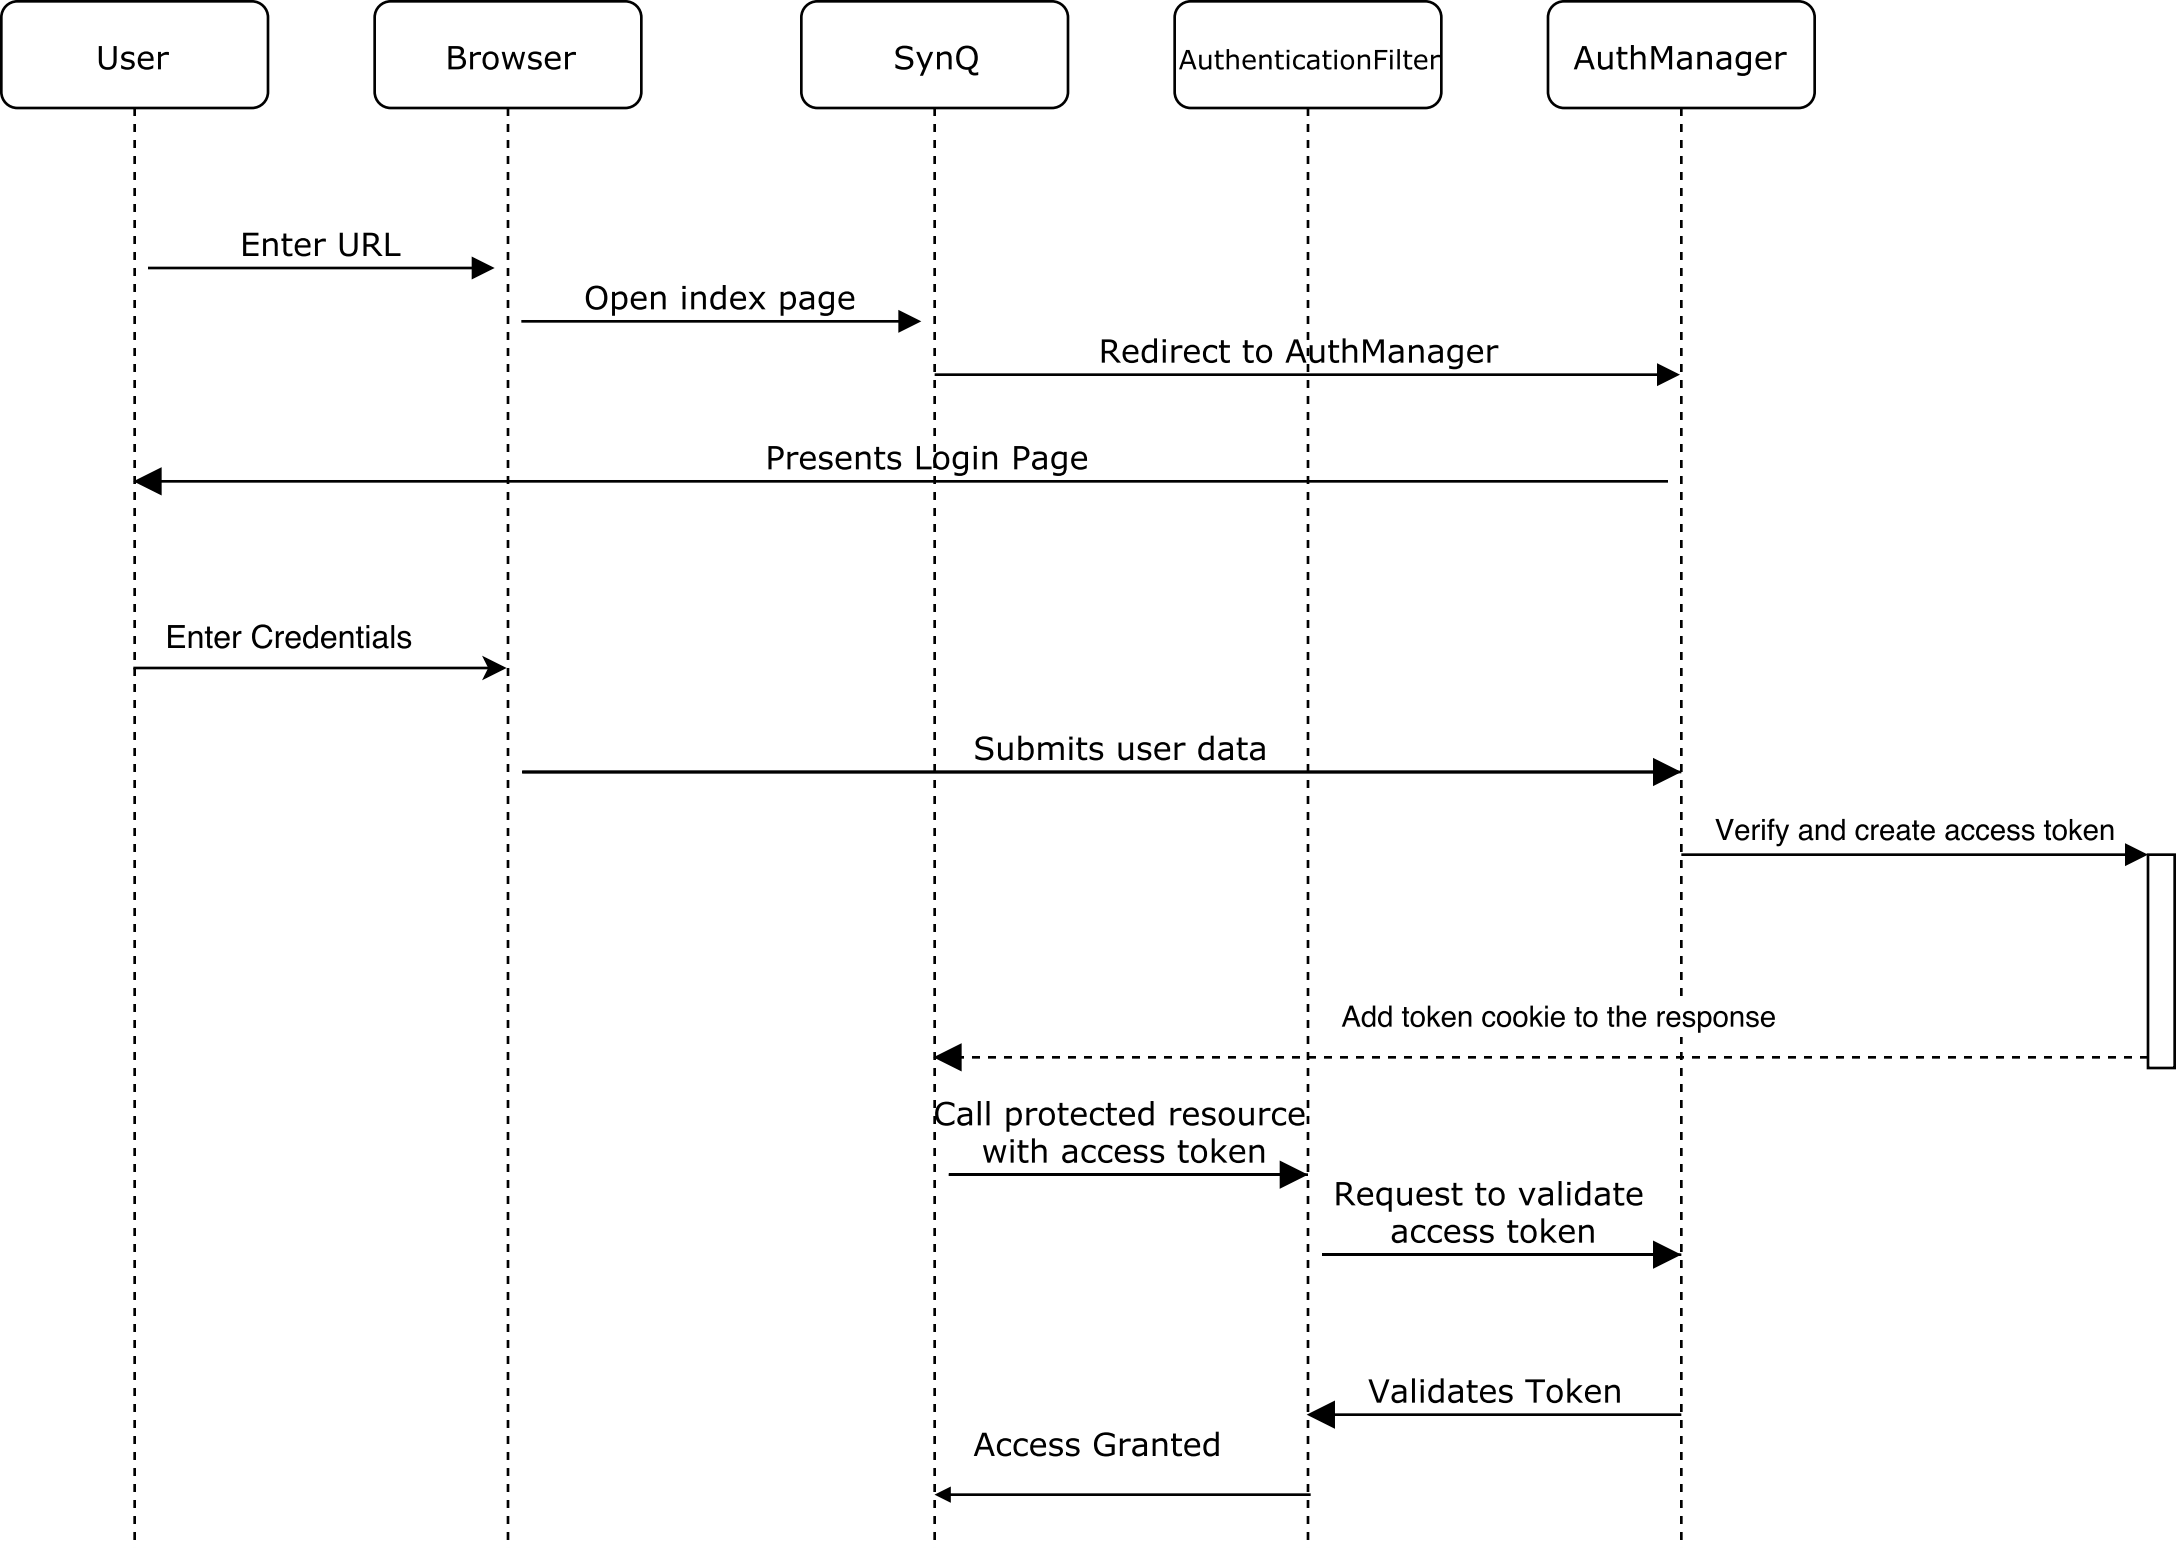 User
Browser
SynQ
AuthenticationFilter
AuthManager
Enter URL
Open index page
Redirect to AuthManager
Presents Login Page
Enter Credentials
Submits user data
Verify and create access token
Add token cookie to the response
Call protected resource
with access token
Request to validate
access token
Validates Token
Access Granted